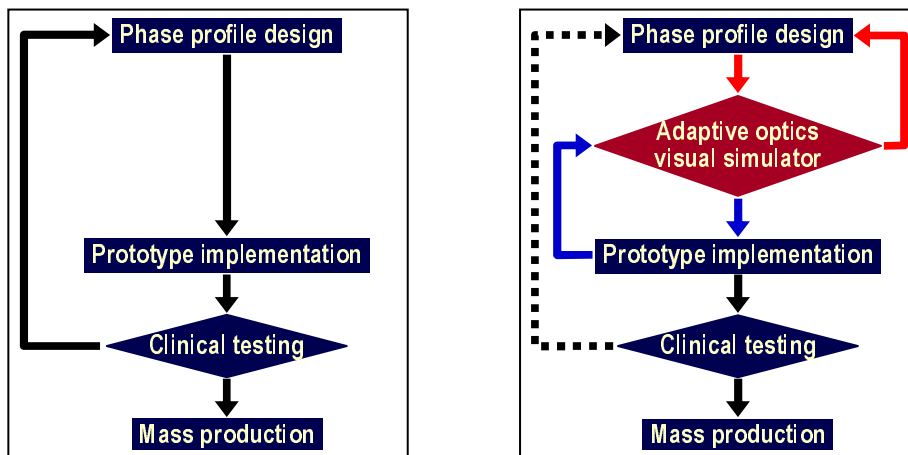 Phase profile design
Prototype implementation
Clinical testing
Mass production
Phase profile design
Adaptive optics
visual simulator
Prototype implementation
Clinical testing
Mass production